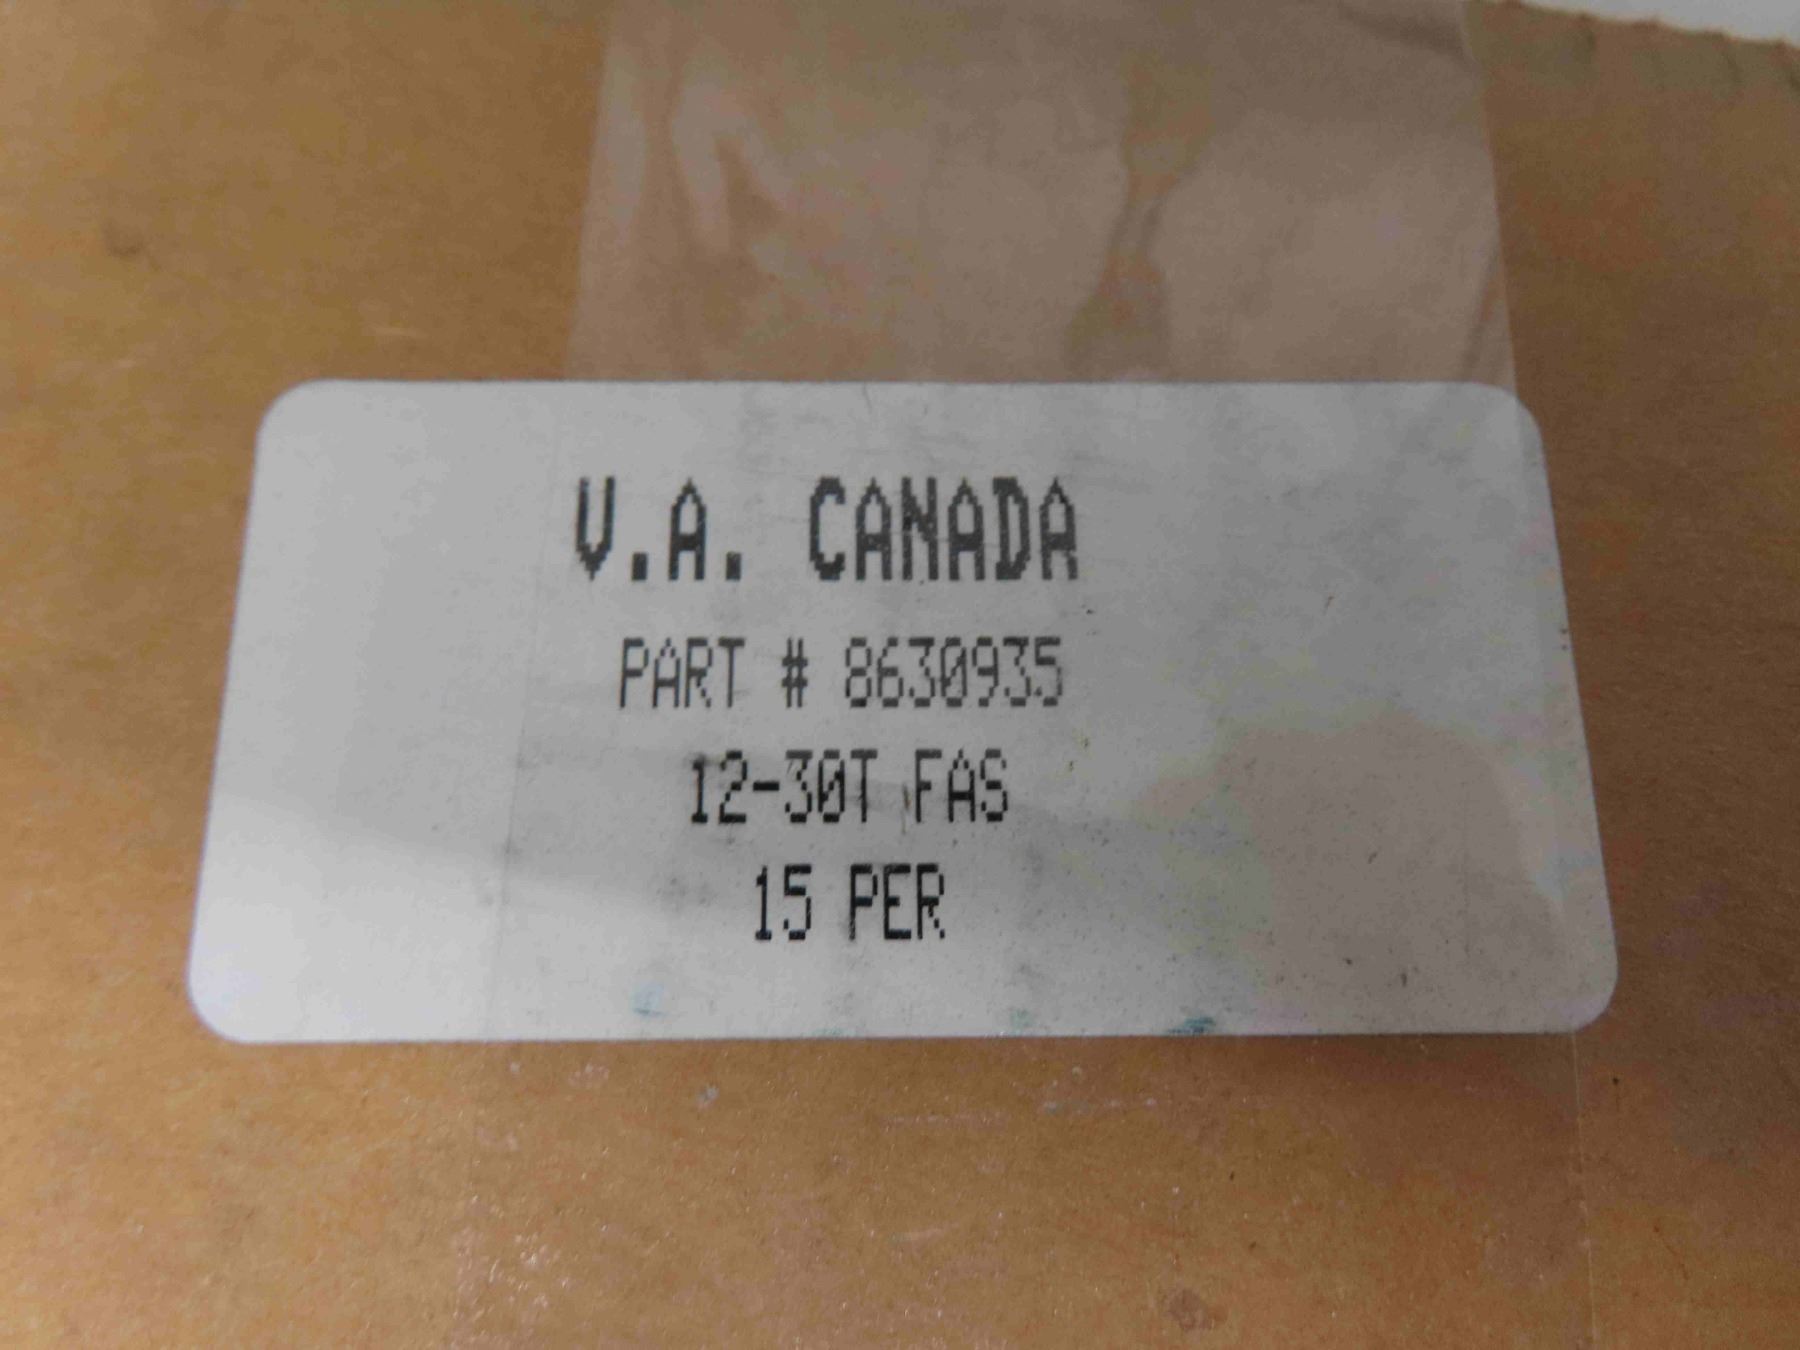 V.A. CANADA
PART # 8630935
12-30T FAS
15 PER